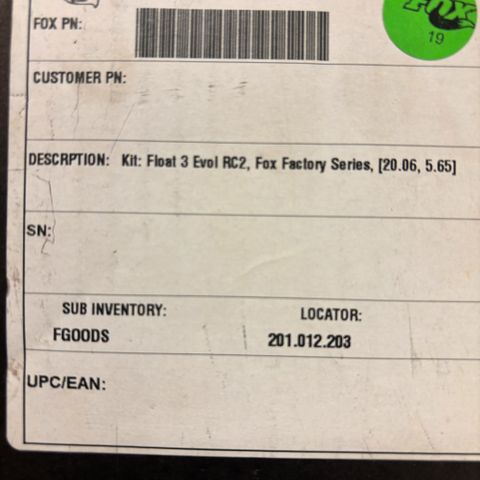 FOX PN:
FOX
19
CUSTOMER PN:
DESCRPTION: Kit: Float 3 Evol RC2, Fox Factory Series, [20.06, 5.65]
SN:
SUB INVENTORY: LOCATOR:
FGOODS 201.012.203
UPC/EAN: